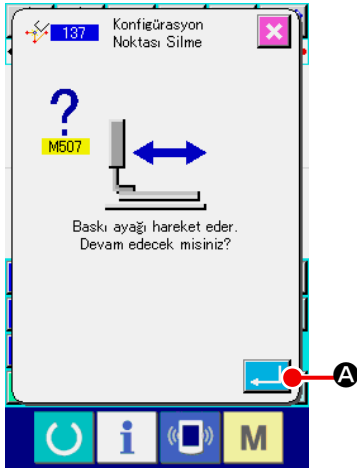 137
Konfigürasyon
Noktası Silme
?
M507
Baskı ayağı hareket eder.
Devam edecek misiniz?
A
i
M